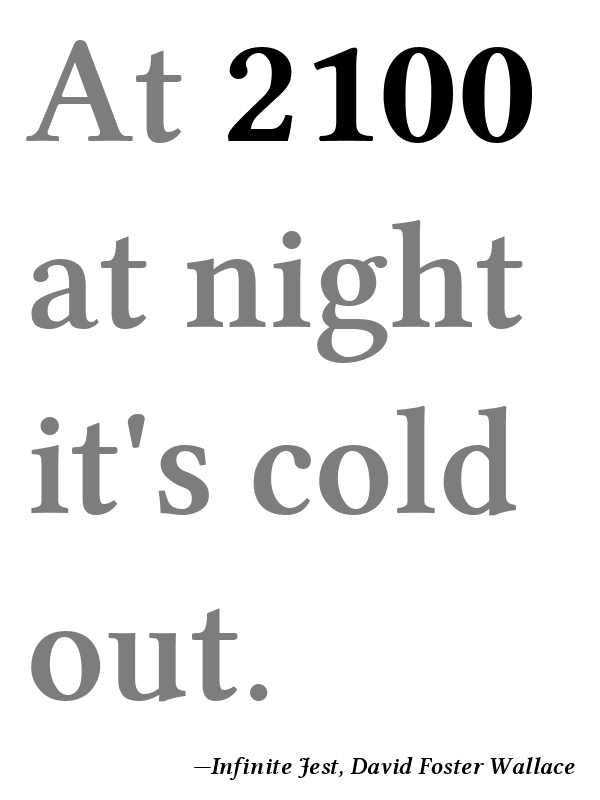 At 2100
at night
it's cold
out.
—Infinite Jest, David Foster Wallace